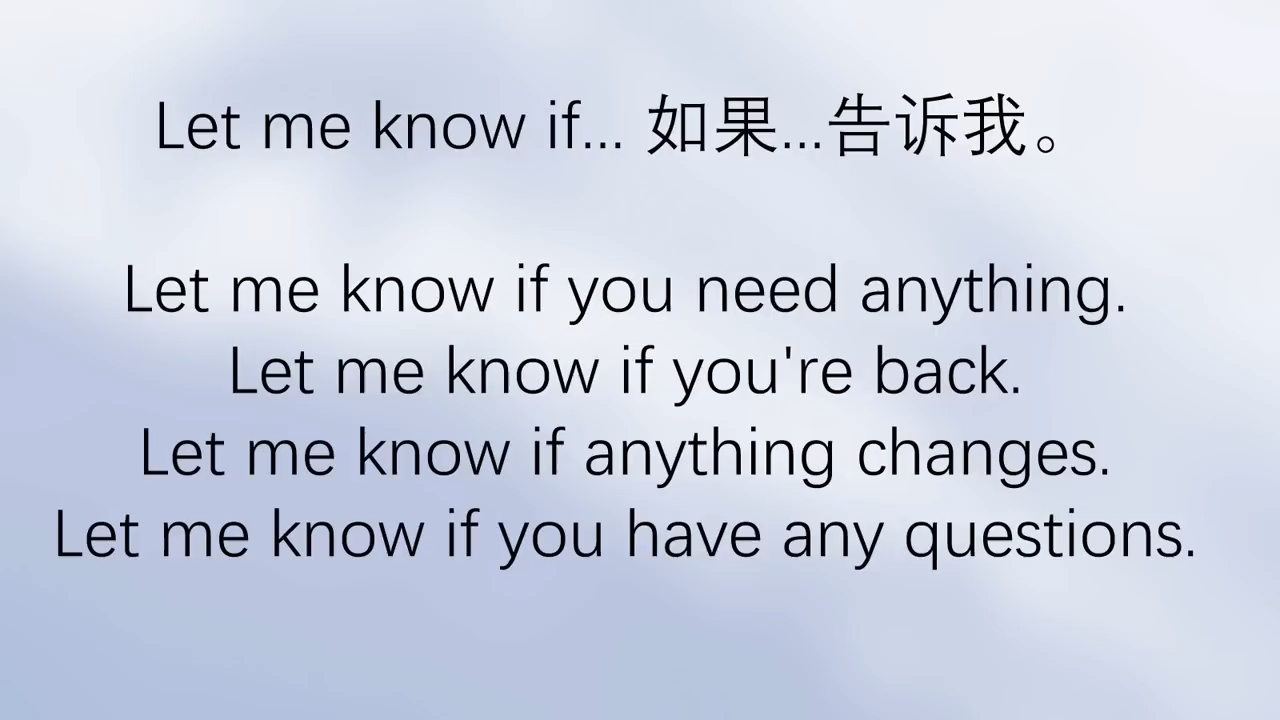 Let me know if... 如果...告诉我。
Let me know if you need anything.
Let me know if you're back.
Let me know if anything changes.
Let me know if you have any questions.